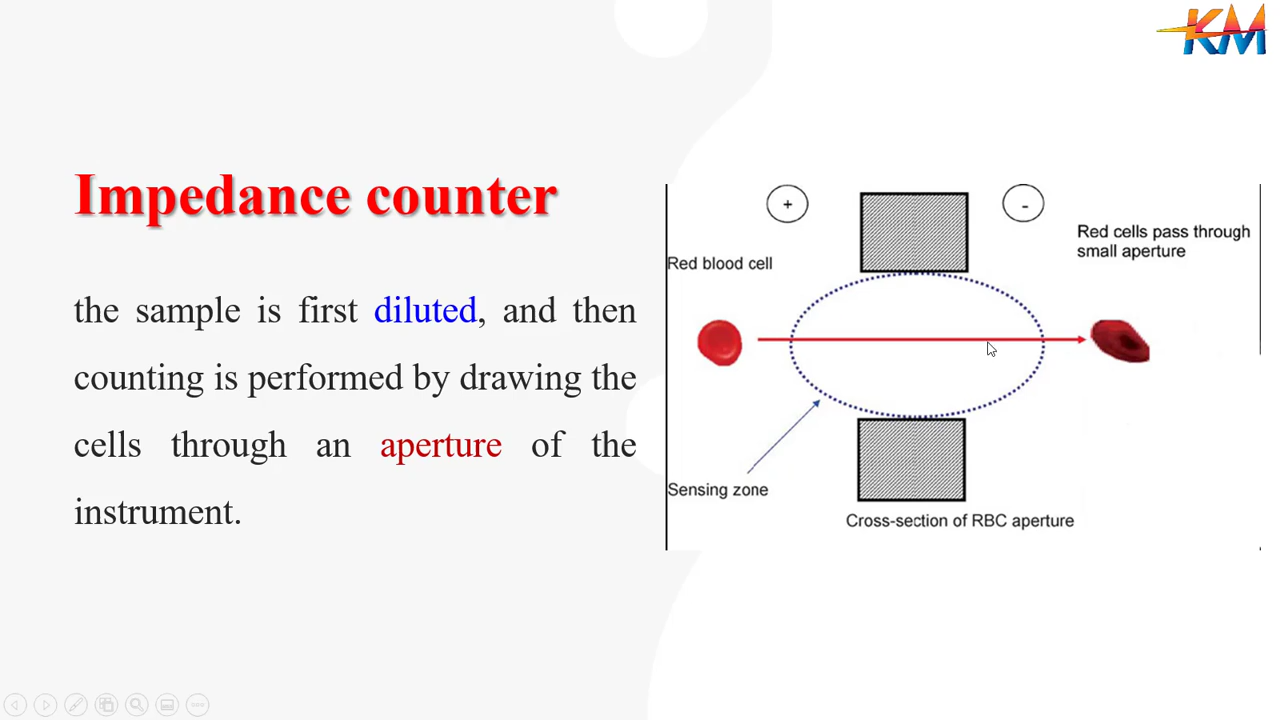 KM
Impedance counter
the sample is first diluted, and then
counting is performed by drawing the
cells through an aperture of the
instrument.
+
-
Red cells pass through
small aperture
Red blood cell
Sensing zone
Cross-section of RBC aperture